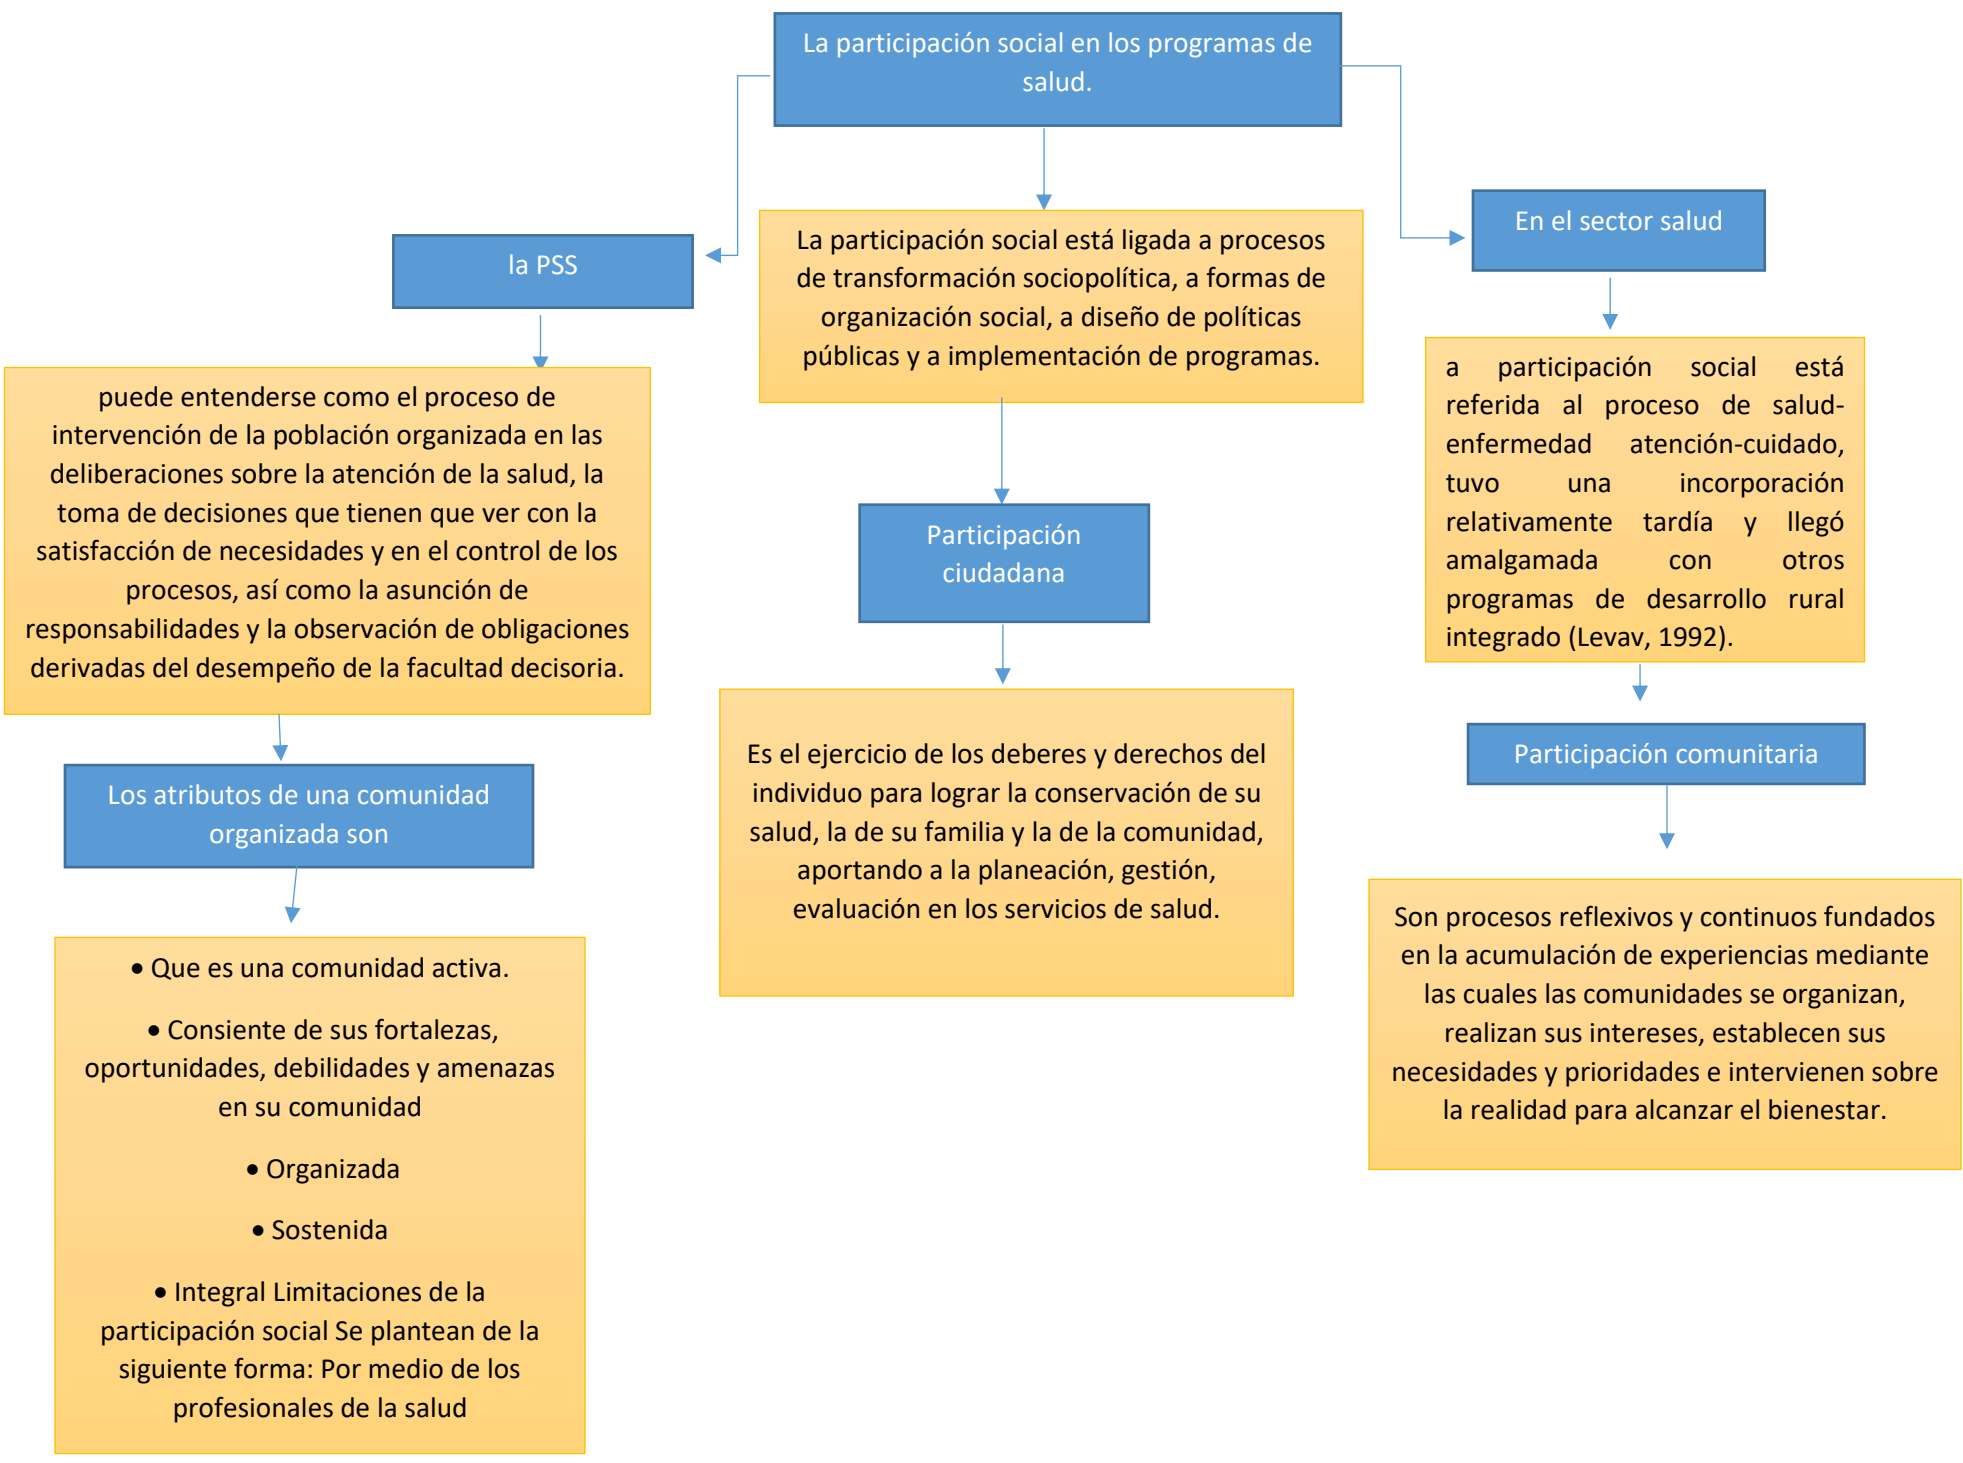 La participación social en los programas de
salud.
la PSS
puede entenderse como el proceso de
intervención de la población organizada en las
deliberaciones sobre la atención de la salud, la
toma de decisiones que tienen que ver con la
satisfacción de necesidades y en el control de los
procesos, así como la asunción de
responsabilidades y la observación de obligaciones
derivadas del desempeño de la facultad decisoria.
Los atributos de una comunidad
organizada son
• Que es una comunidad activa.
• Consiente de sus fortalezas,
oportunidades, debilidades y amenazas
en su comunidad
• Organizada
• Sostenida
• Integral Limitaciones de la
participación social Se plantean de la
siguiente forma: Por medio de los
profesionales de la salud
La participación social está ligada a procesos
de transformación sociopolítica, a formas de
organización social, a diseño de políticas
públicas y a implementación de programas.
Participación
ciudadana
Es el ejercicio de los deberes y derechos del
individuo para lograr la conservación de su
salud, la de su familia y la de la comunidad,
aportando a la planeación, gestión,
evaluación en los servicios de salud.
En el sector salud
a participación social está
referida al proceso de salud-
enfermedad atención-cuidado,
tuvo una incorporación
relativamente tardía y llegó
amalgamada con otros
programas de desarrollo rural
integrado (Levav, 1992).
Participación comunitaria
Son procesos reflexivos y continuos fundados
en la acumulación de experiencias mediante
las cuales las comunidades se organizan,
realizan sus intereses, establecen sus
necesidades y prioridades e intervienen sobre
la realidad para alcanzar el bienestar.